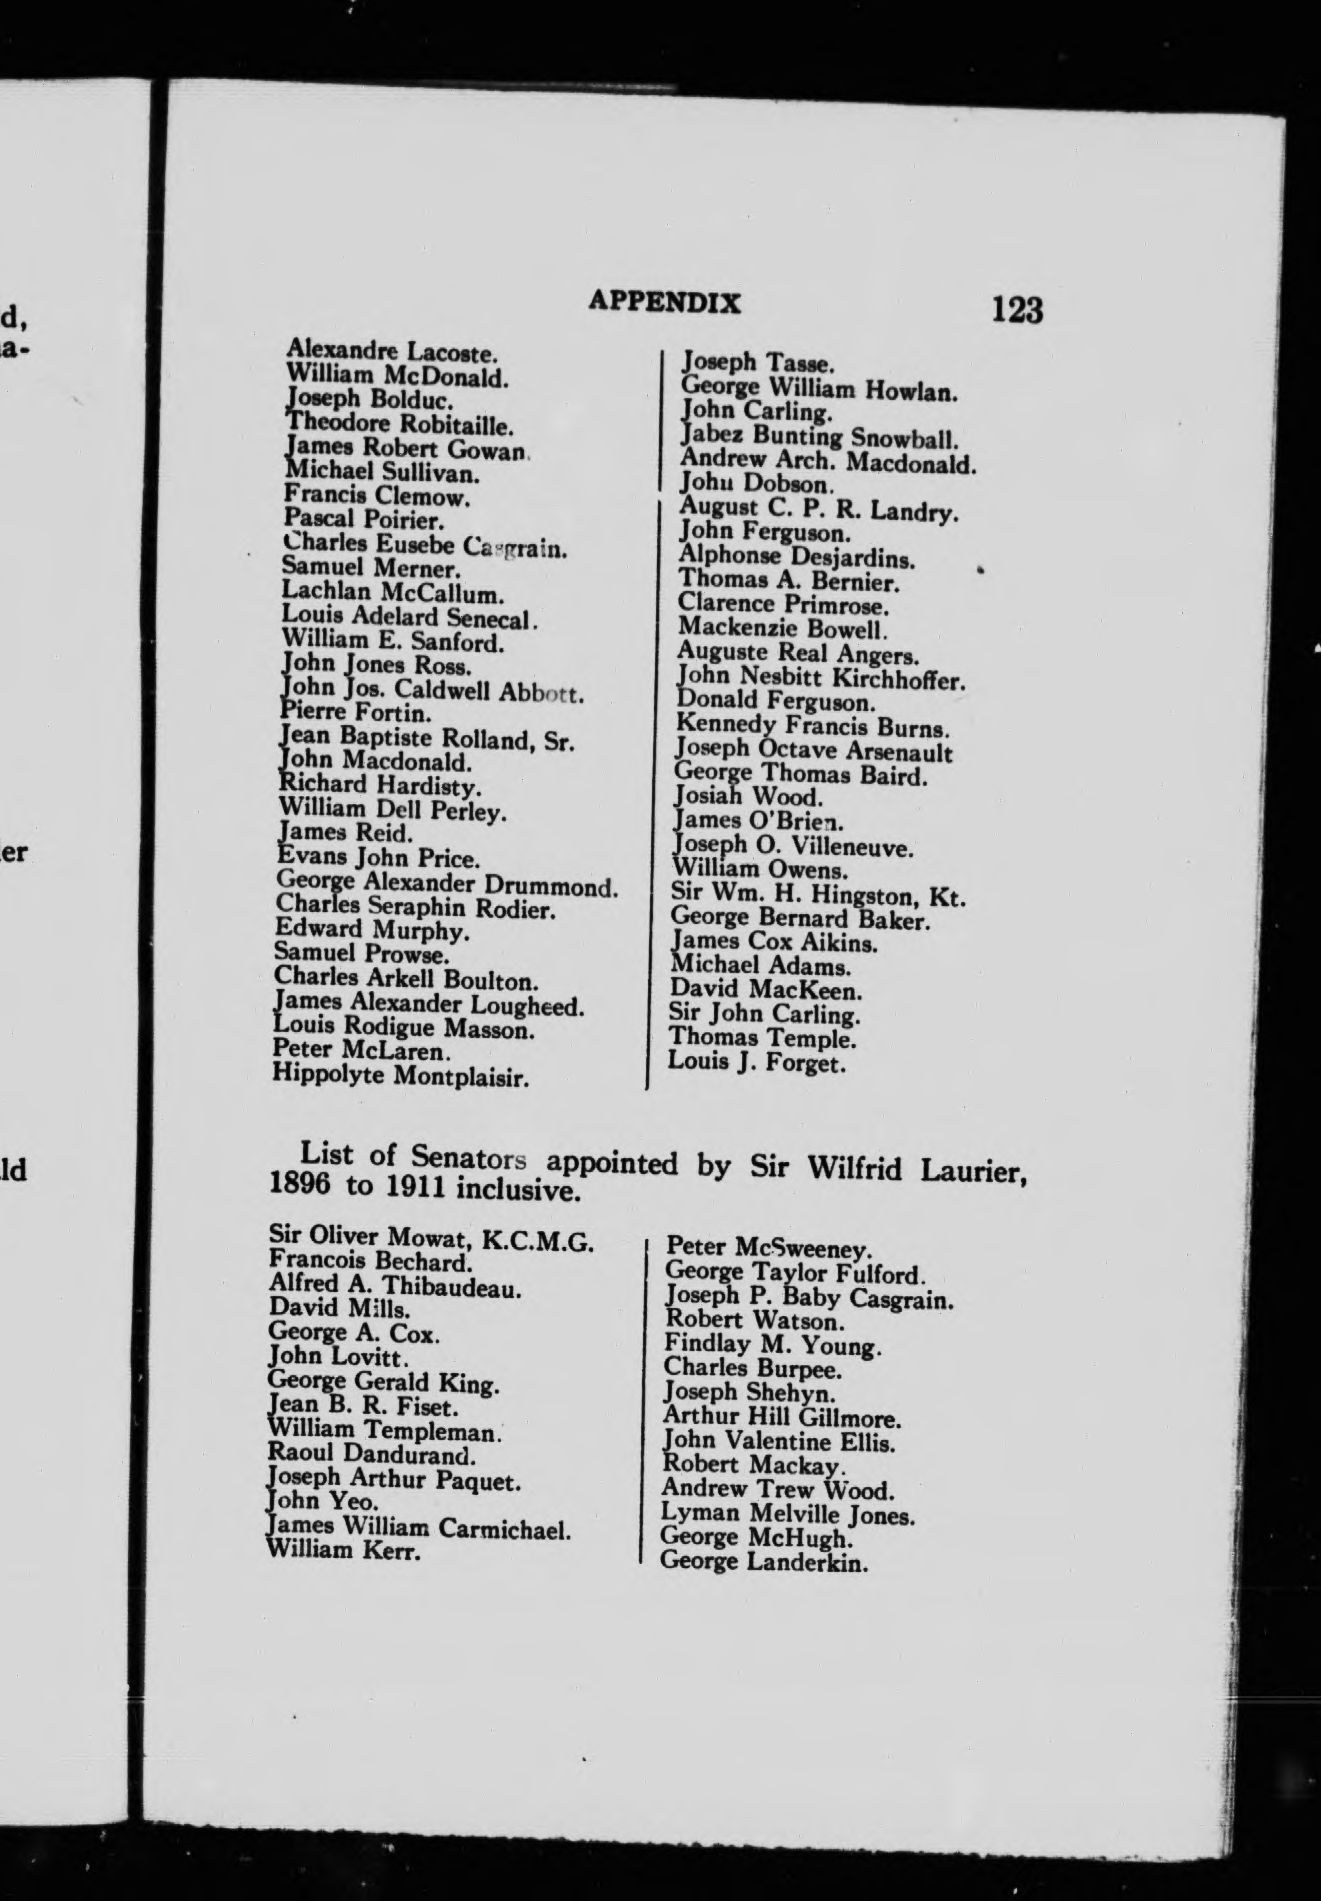 d,
a-
er
ld
APPENDIX 123
Alexandre Lacoste.
William McDonald.
Joseph Bolduc.
Theodore Robitaille.
James Robert Gowan.
Michael Sullivan.
Francis Clemow.
Pascal Poirier.
Charles Eusebe Casgrain.
Samuel Merner.
Lachlan McCallum.
Louis Adelard Senecal.
William E. Sanford.
John Jones Ross.
John Jos. Caldwell Abbott.
Pierre Fortin.
Jean Baptiste Rolland, Sr.
John Macdonald.
Richard Hardisty.
William Dell Perley.
James Reid.
Evans John Price.
George Alexander Drummond.
Charles Seraphin Rodier.
Edward Murphy.
Samuel Prowse.
Charles Arkell Boulton.
James Alexander Lougheed.
Louis Rodigue Masson.
Peter McLaren.
Hippolyte Montplaisir.
Joseph Tasse.
George William Howlan.
John Carling.
Jabez Bunting Snowball.
Andrew Arch. Macdonald.
John Dobson.
August C. P. R. Landry.
John Ferguson.
Alphonse Desjardins.
Thomas A. Bernier.
Clarence Primrose.
Mackenzie Bowell.
Auguste Real Angers.
John Nesbitt Kirchhoffer.
Donald Ferguson.
Kennedy Francis Burns.
Joseph Octave Arsenault
George Thomas Baird.
Josiah Wood.
James O'Brien.
Joseph O. Villeneuve.
William Owens.
Sir Wm. H. Hingston, Kt.
George Bernard Baker.
James Cox Aikins.
Michael Adams.
David MacKeen.
Sir John Carling.
Thomas Temple.
Louis J. Forget.
List of Senators appointed by Sir Wilfrid Laurier,
1896 to 1911 inclusive.
Sir Oliver Mowat, K.C.M.G.
Francois Bechard.
Alfred A. Thibaudeau.
David Mills.
George A. Cox.
John Lovitt.
George Gerald King.
Jean B. R. Fiset.
William Templeman.
Raoul Dandurand.
Joseph Arthur Paquet.
John Yeo.
James William Carmichael.
William Kerr.
Peter McSweeney.
George Taylor Fulford.
Joseph P. Baby Casgrain.
Robert Watson.
Findlay M. Young.
Charles Burpee.
Joseph Shehyn.
Arthur Hill Gillmore.
John Valentine Ellis.
Robert Mackay.
Andrew Trew Wood.
Lyman Melville Jones.
George McHugh.
George Landerkin.